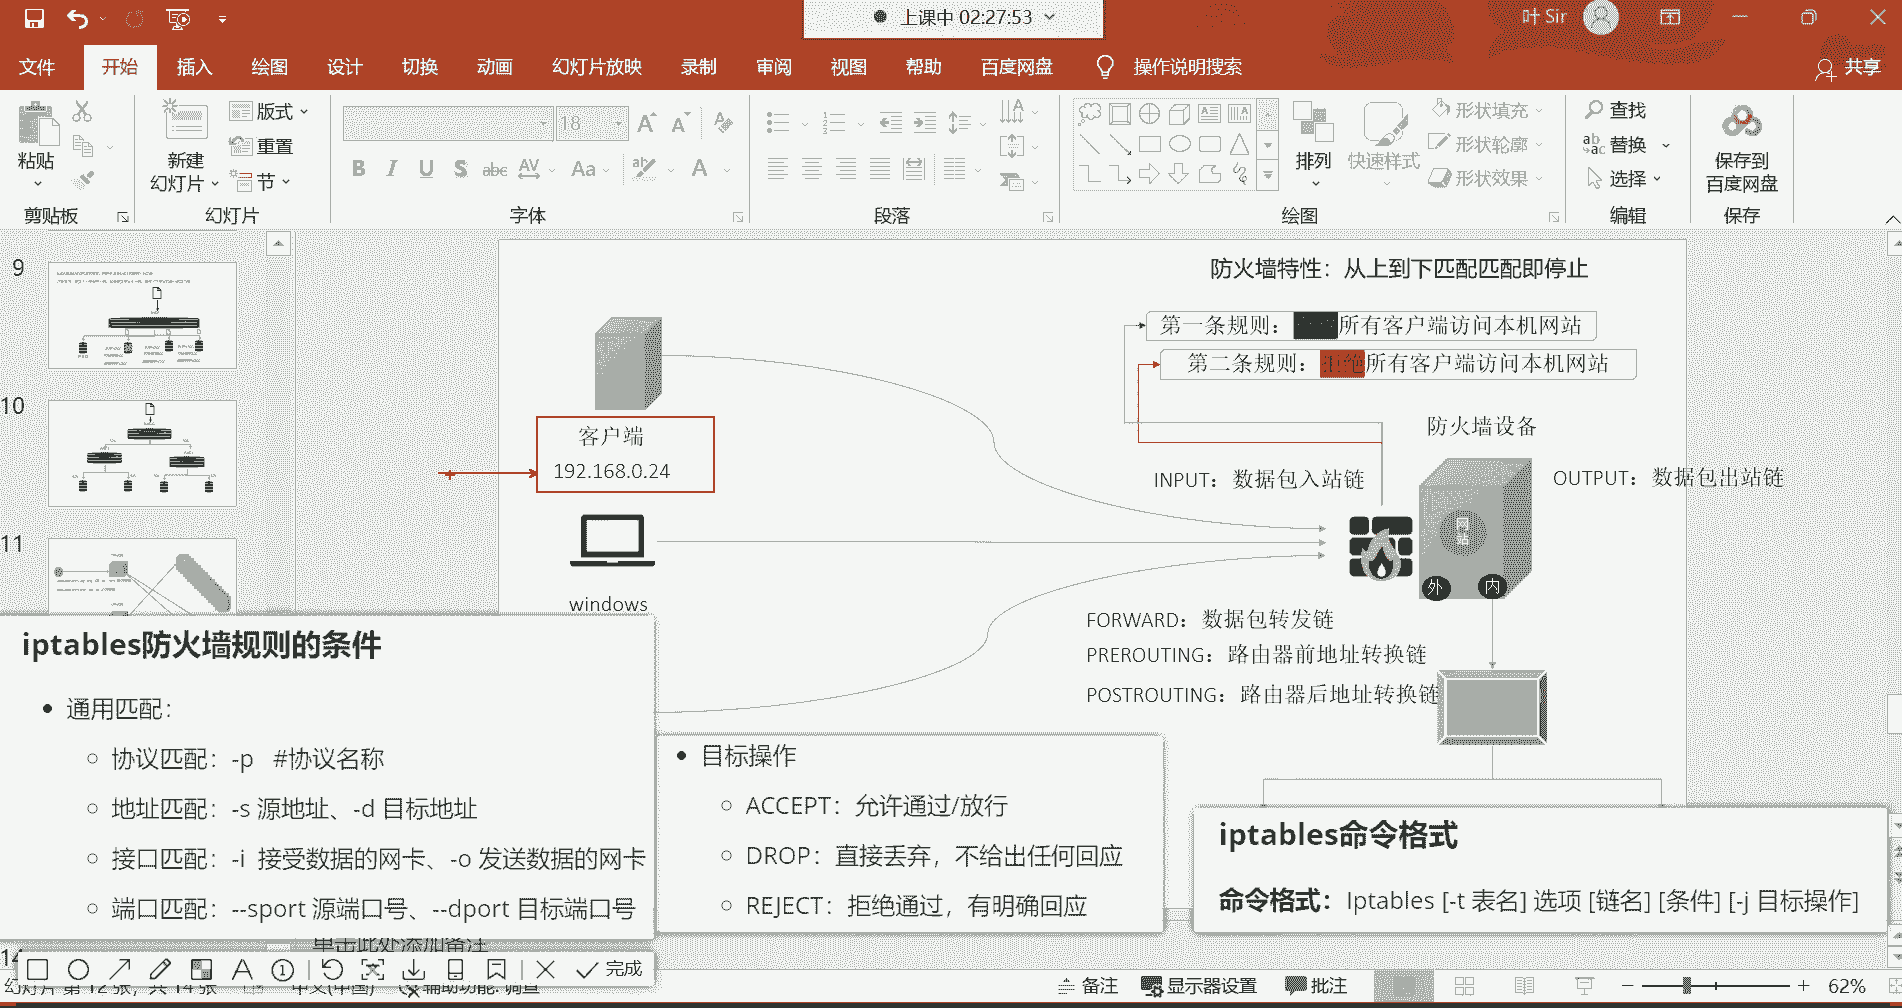 上课中 02:27:53
叶 Sir
文件 开始 插入 绘图 设计 切换 动画 幻灯片放映 录制 审阅 视图 帮助 百度网盘 操作说明搜索 共享
粘贴
剪贴板
新建
幻灯片
版式
重置
节
幻灯片
18
B I U S abc AV Aa A
字体
段落
排列
快速样式
形状填充
形状轮廓
形状效果
绘图
查找
替换
选择
编辑
保存到
百度网盘
保存
9
10
11
防火墙特性：从上到下匹配匹配即停止
第一条规则：
所有客户端访问本机网站
第二条规则：拒绝所有客户端访问本机网站
客户端
192.168.0.24
windows
防火墙设备
INPUT：数据包入站链
OUTPUT：数据包出站链
网站
外 内
FORWARD：数据包转发链
PREROUTING：路由器前地址转换链
POSTROUTING：路由器后地址转换链
iptables防火墙规则的条件
• 通用匹配：
○ 协议匹配：-p #协议名称
○ 地址匹配：-s 源地址、-d 目标地址
○ 接口匹配：-i 接受数据的网卡、-o 发送数据的网卡
○ 端口匹配：--sport 源端口号、--dport 目标端口号
• 目标操作
○ ACCEPT：允许通过/放行
○ DROP：直接丢弃，不给出任何回应
○ REJECT：拒绝通过，有明确回应
iptables命令格式
命令格式：Iptables [-t 表名] 选项 [链名] [条件] [-j 目标操作]
单击此处添加备注
完成
幻灯片 第 12 张，共 14 张 中文(中国) 辅助功能: 调查
备注 显示器设置 批注 62%